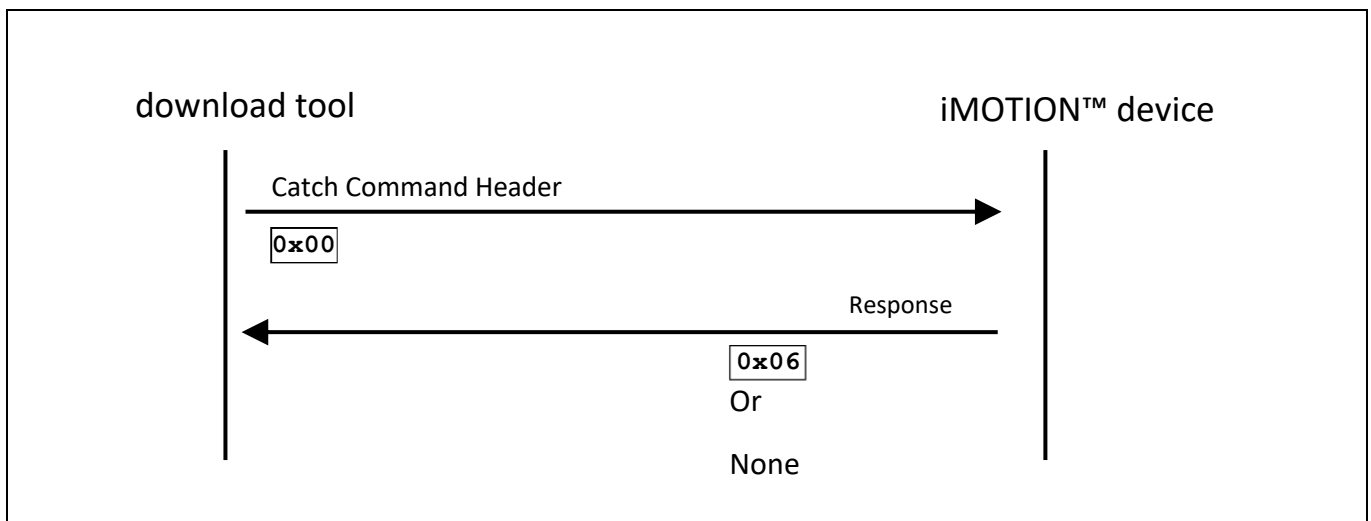 download tool
iMOTION™ device
Catch Command Header
0x00
Response
0x06
Or
None